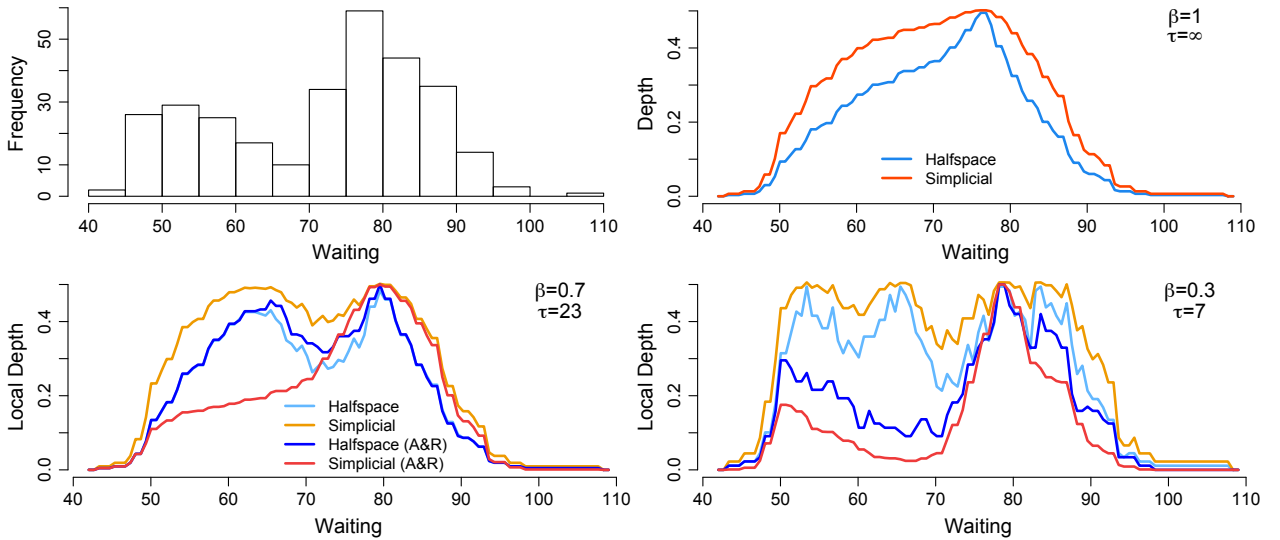 Frequency
0 10 30 50
40 50 60 70 80 90 100 110
Waiting
Depth
0.0 0.2 0.4
β=1
τ=∞
Halfspace
Simplicial
40 50 60 70 80 90 100 110
Waiting
Local Depth
0.0 0.2 0.4
β=0.7
τ=23
Halfspace
Simplicial
Halfspace (A&R)
Simplicial (A&R)
40 50 60 70 80 90 100 110
Waiting
Local Depth
0.0 0.2 0.4
β=0.3
τ=7
40 50 60 70 80 90 100 110
Waiting